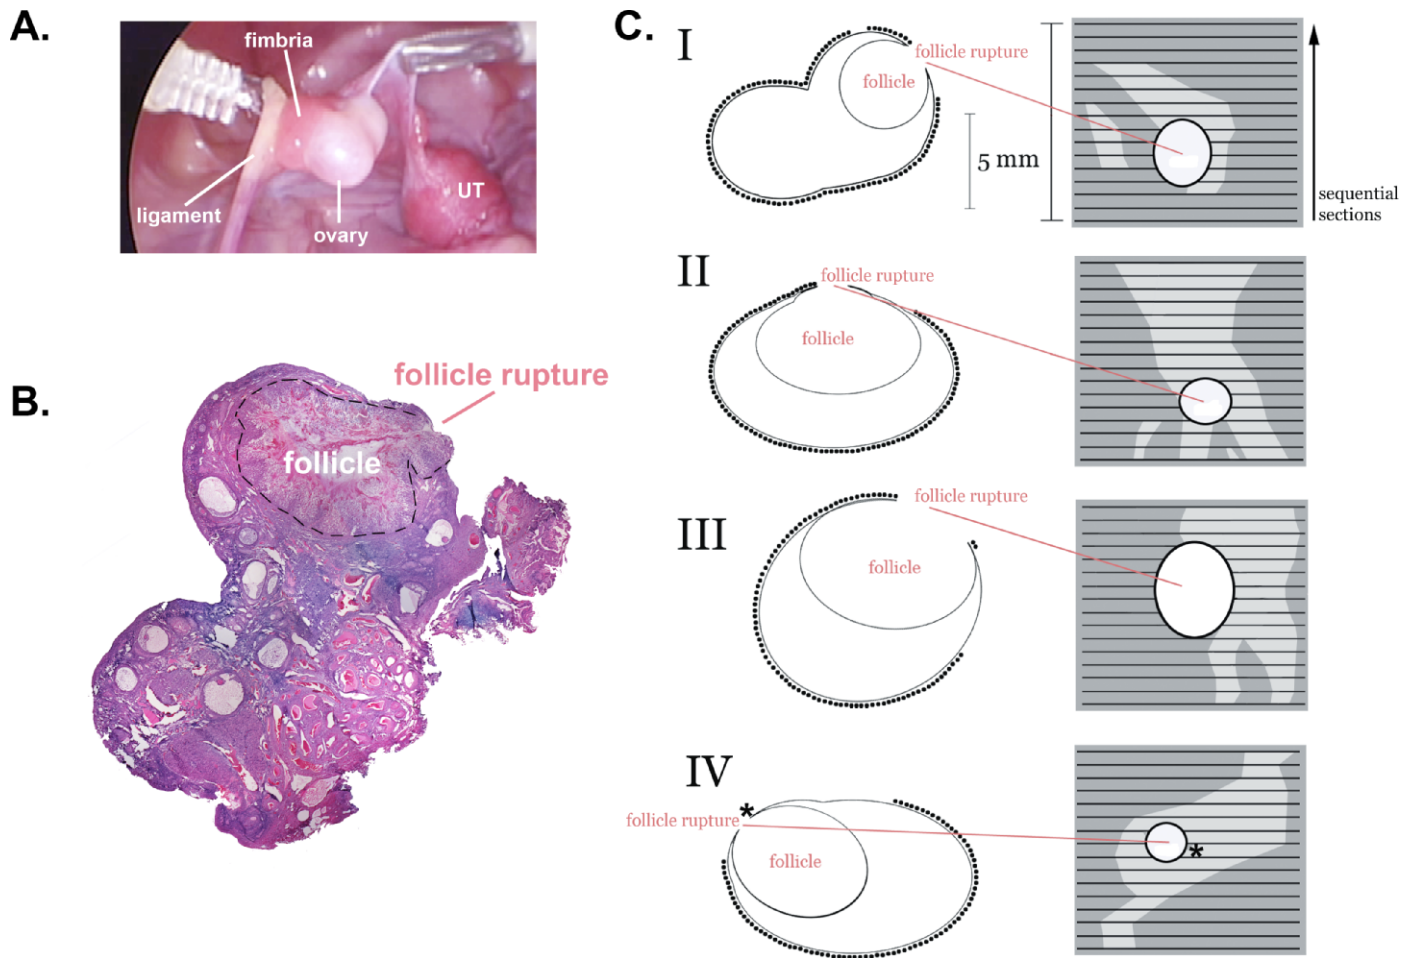 A.
fimbria
ligament
ovary
UT
B.
follicle rupture
follicle
C.
I
follicle rupture
follicle
5 mm
sequential
sections
II
follicle rupture
follicle
III
follicle rupture
follicle
IV
*
follicle rupture
follicle
*